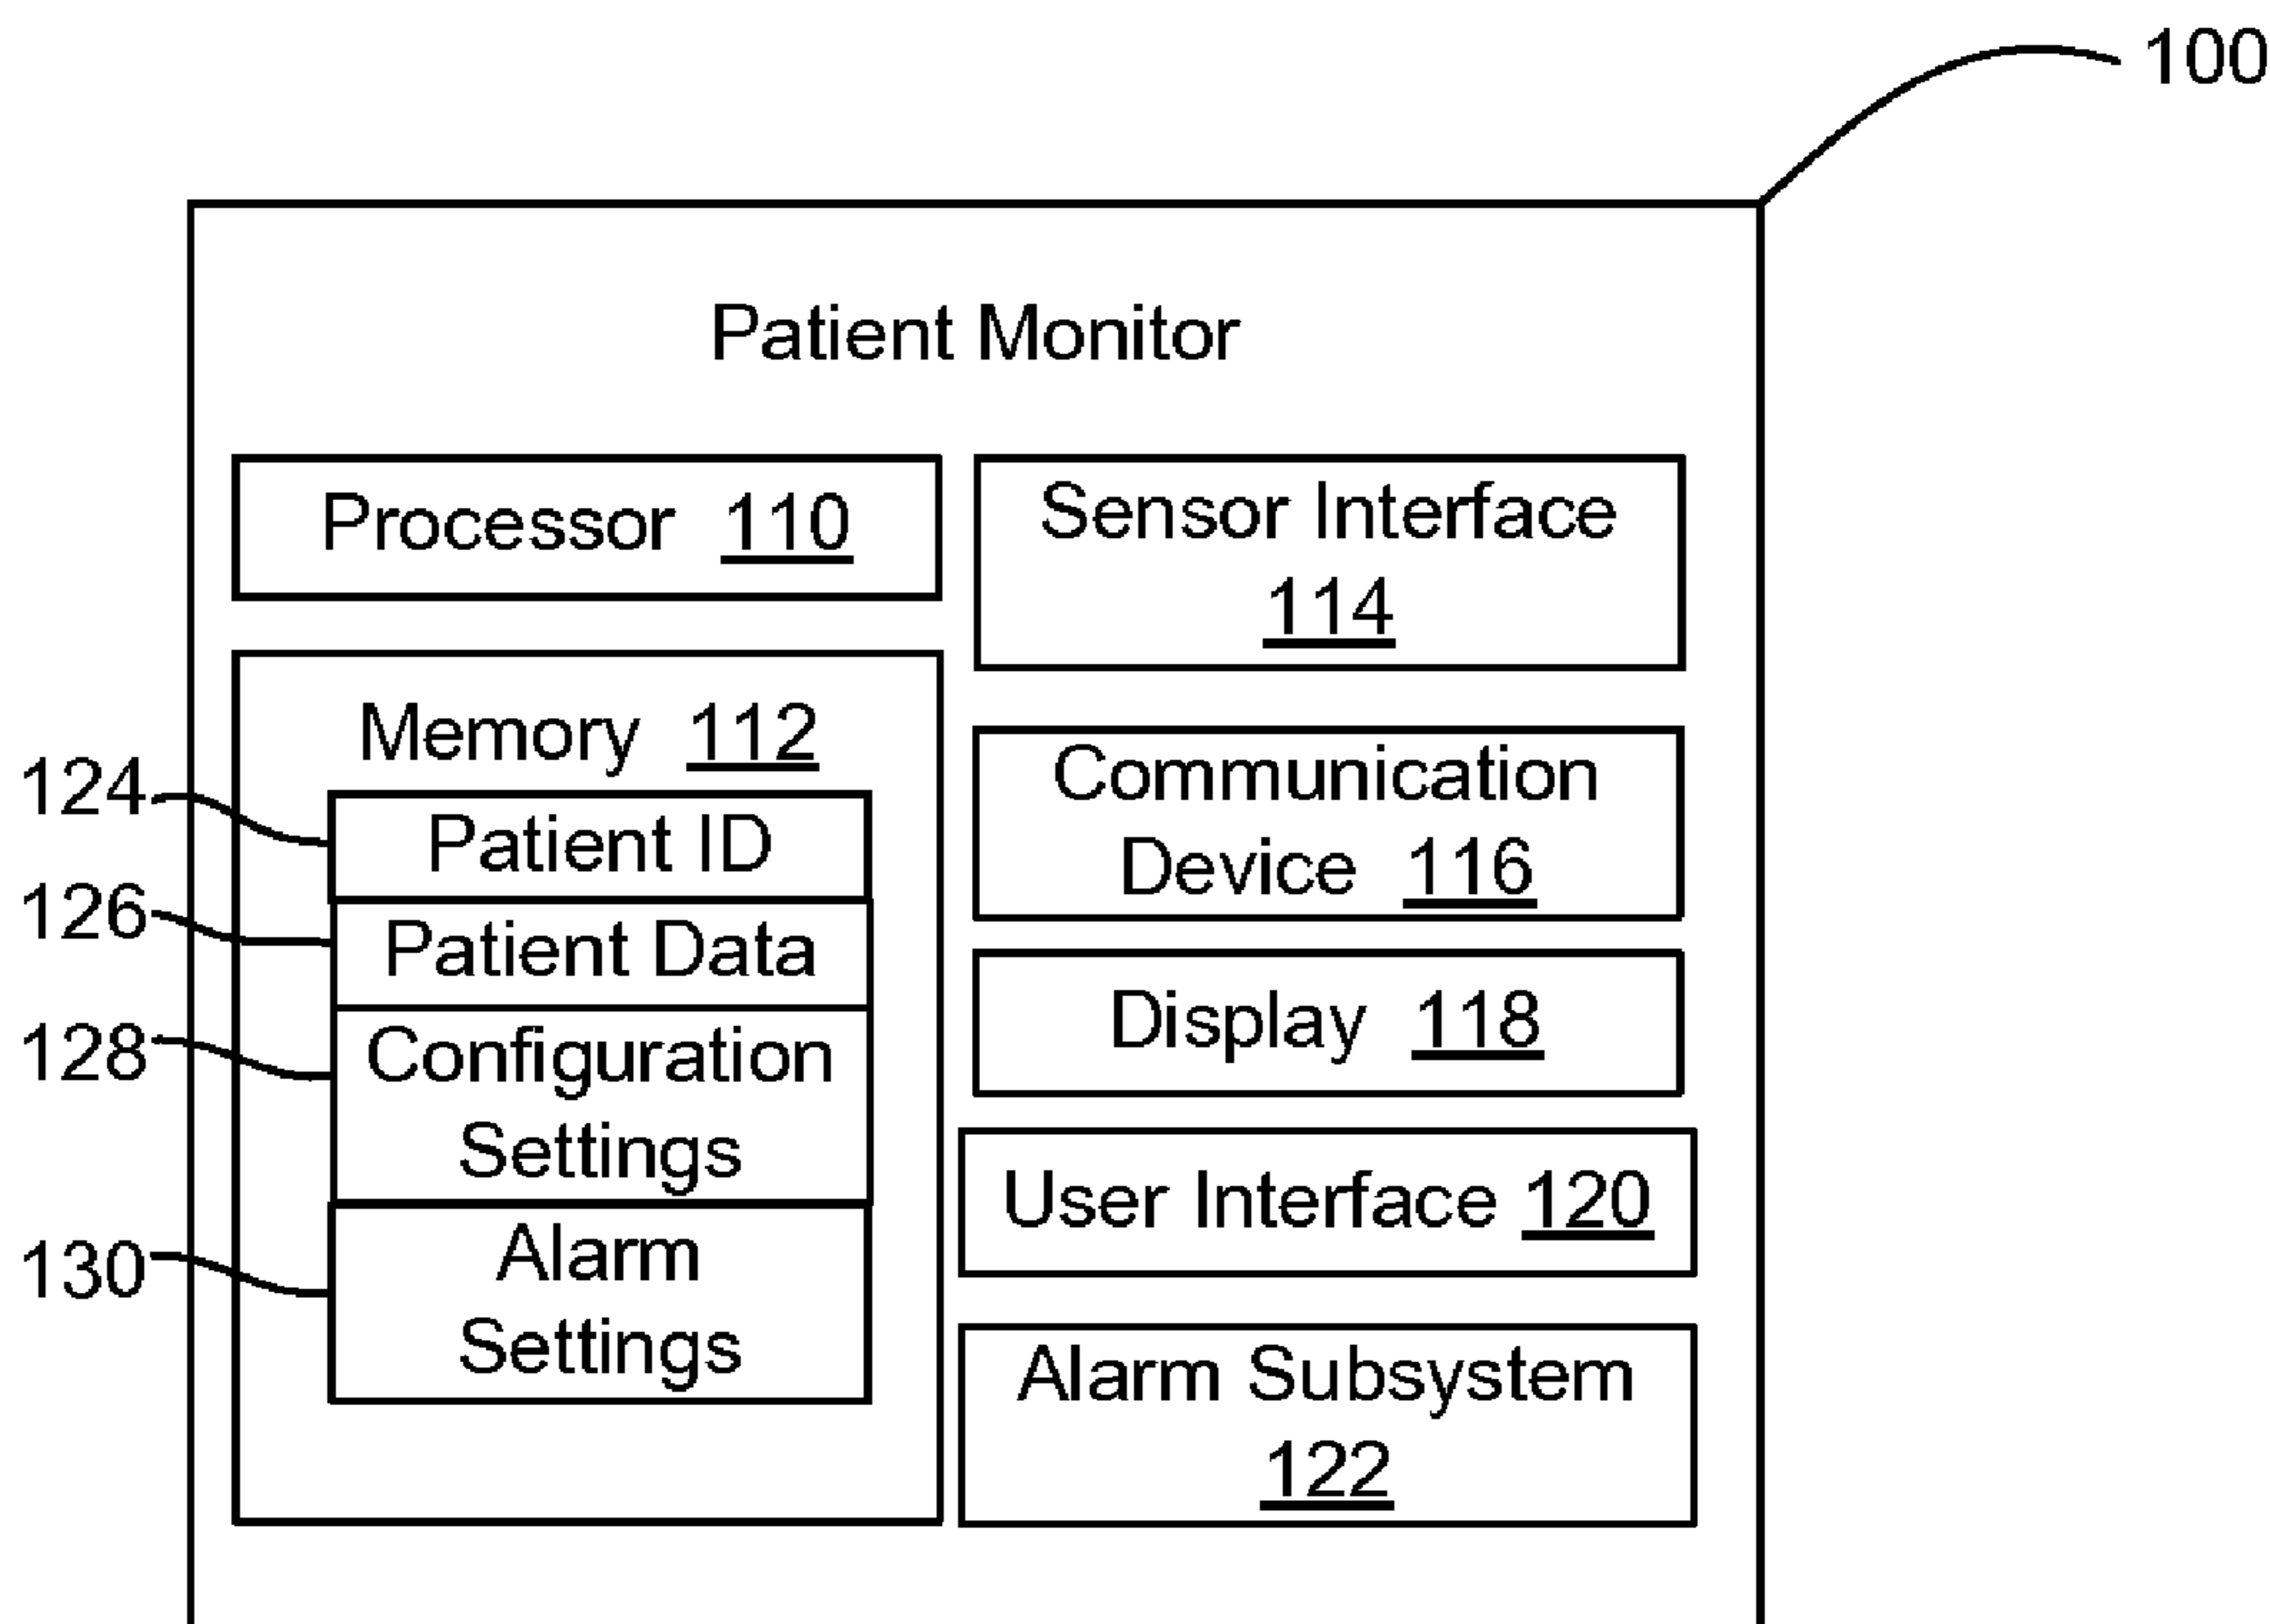 100
Patient Monitor
Processor 110
Sensor Interface
114
Memory 112
124
Patient ID
126
Patient Data
128
Configuration
Settings
130
Alarm
Settings
Communication
Device 116
Display 118
User Interface 120
Alarm Subsystem
122